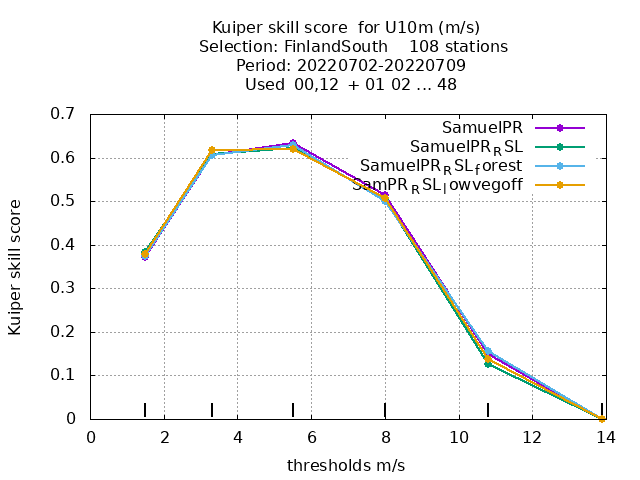 Kuiper skill score  for U10m (m/s)
Selection: FinlandSouth    108 stations
Period: 20220702-20220709
Used  00,12  + 01 02 ... 48
SamuelPR
SamuelPR_RSL
SamuelPR_RSL_forest
SamPR_RSL_lowvegoff
0.7
0.6
0.5
0.4
0.3
0.2
0.1
0
Kuiper skill score
0 2 4 6 8 10 12 14
thresholds m/s